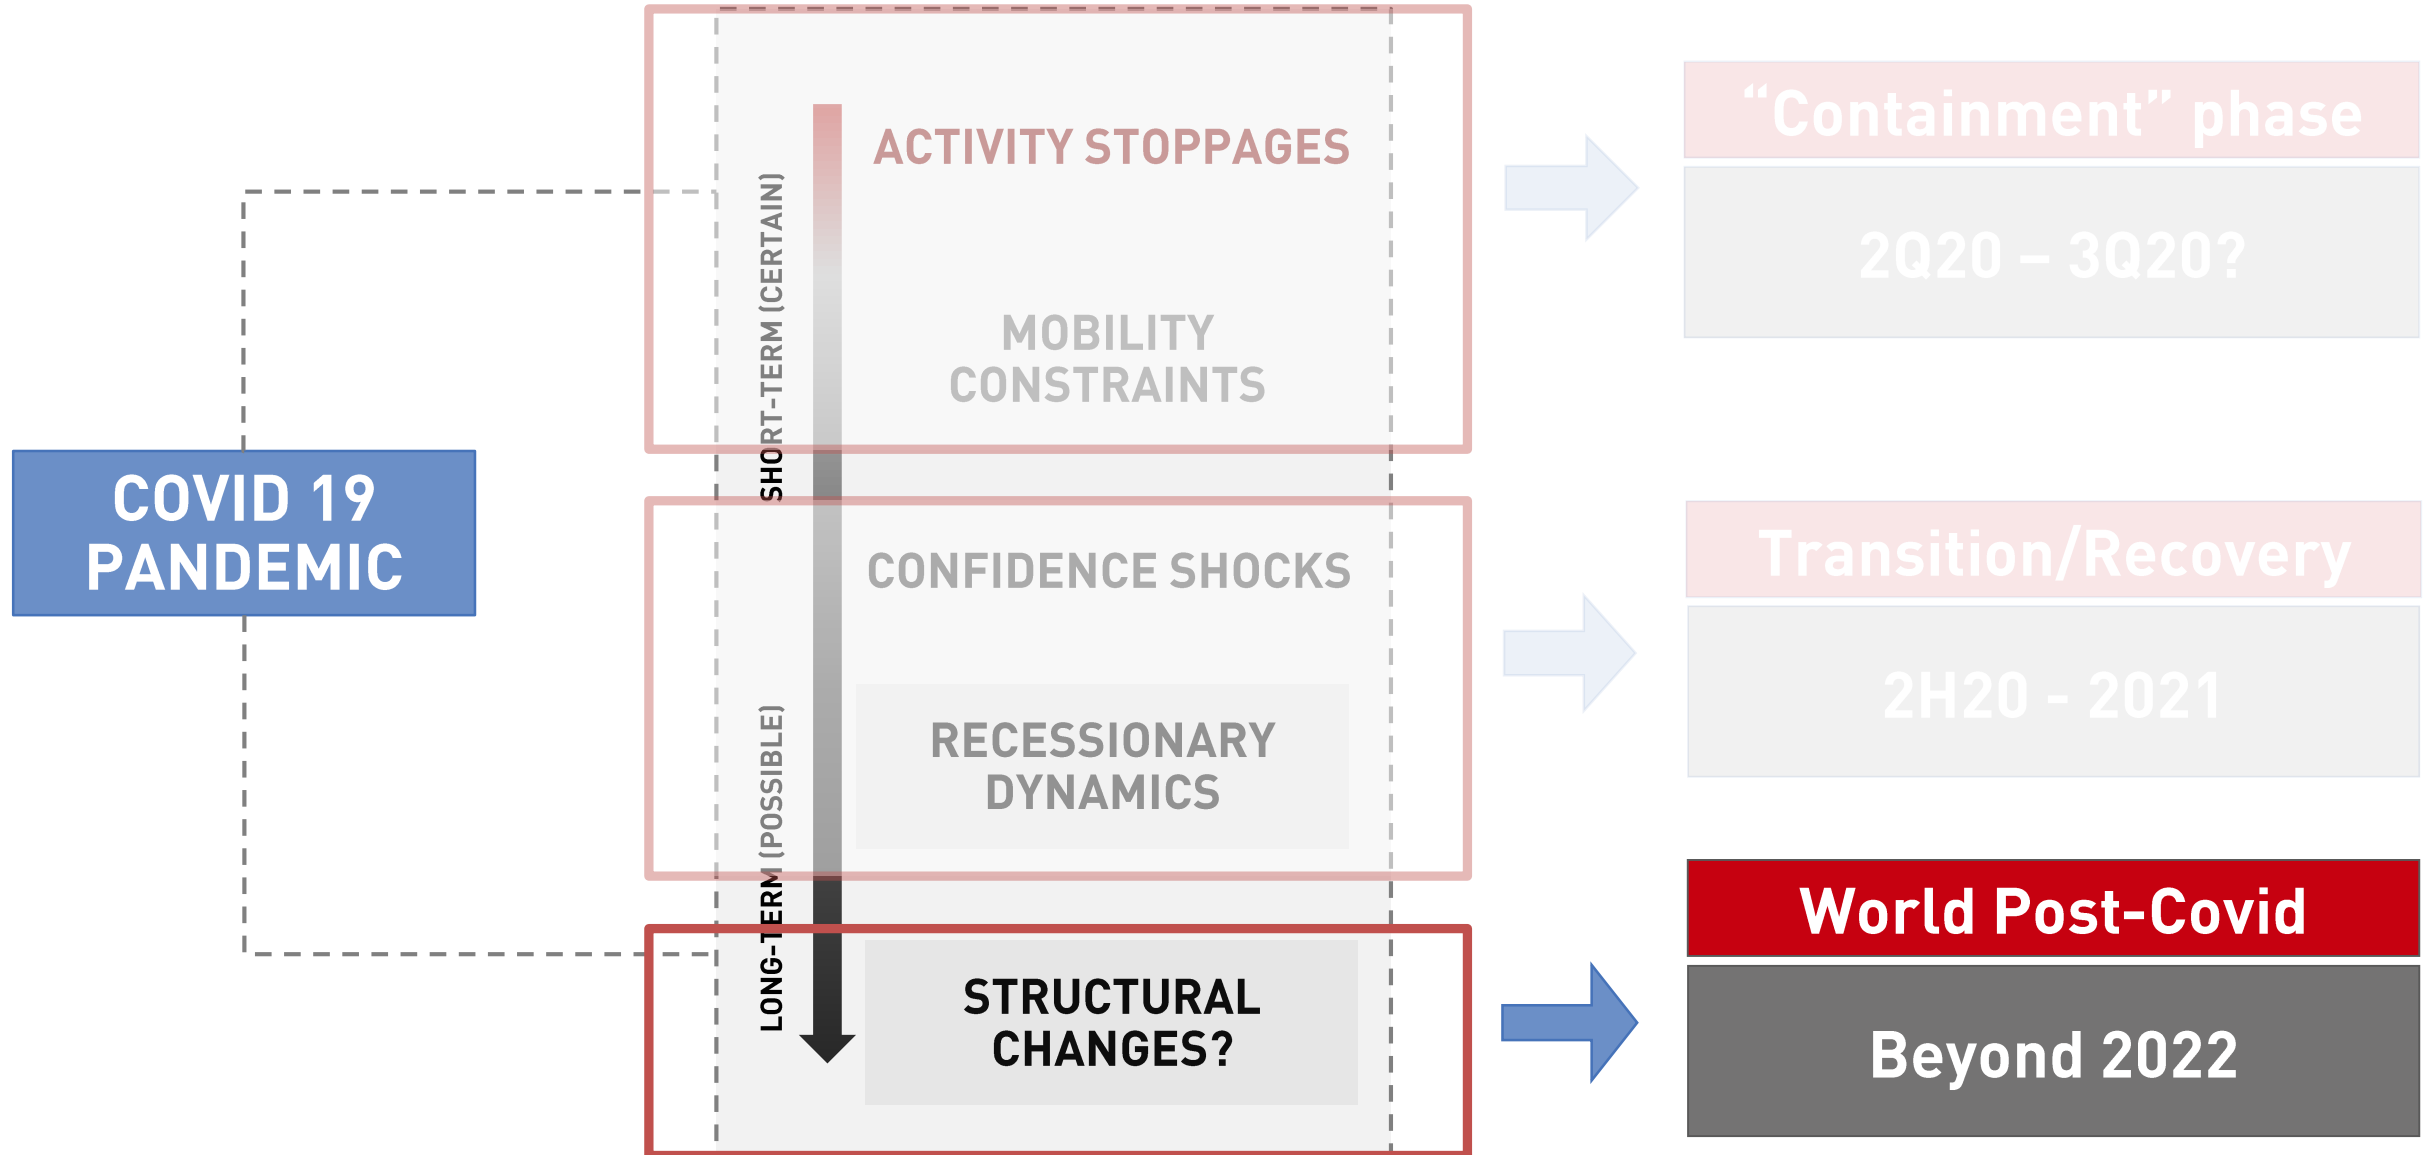 COVID 19
PANDEMIC
SHORT-TERM (CERTAIN)
LONG-TERM (POSSIBLE)
ACTIVITY STOPPAGES
MOBILITY
CONSTRAINTS
CONFIDENCE SHOCKS
RECESSIONARY
DYNAMICS
STRUCTURAL
CHANGES?
“Containment” phase
2Q20 – 3Q20?
Transition/Recovery
2H20 - 2021
World Post-Covid
Beyond 2022